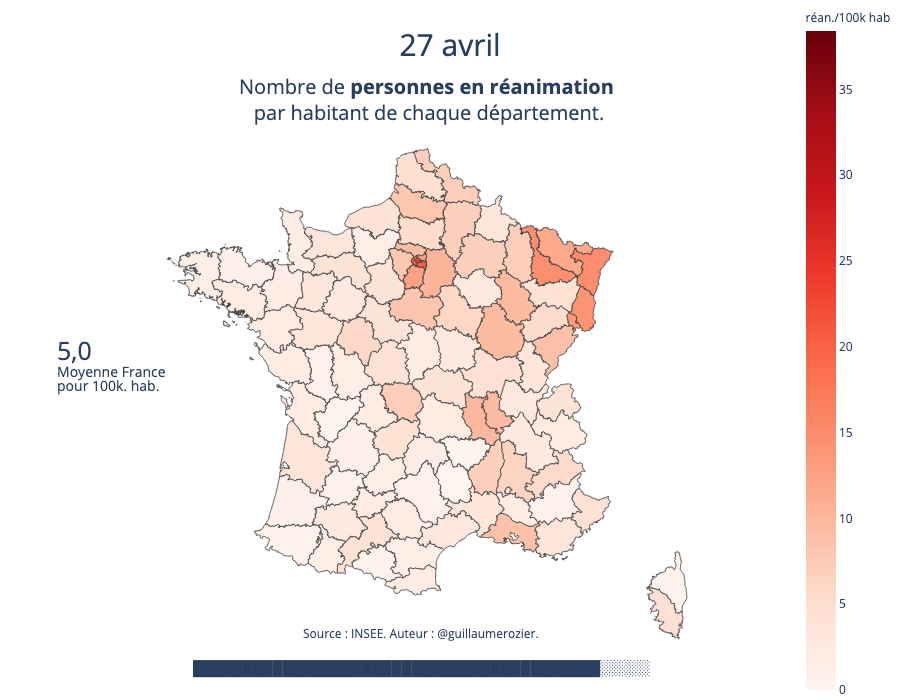 réan./100k hab
27 avril
Nombre de personnes en réanimation
par habitant de chaque département.
35
30
25
20
15
10
5
0
5,0
Moyenne France
pour 100k. hab.
Source : INSEE. Auteur : @guillaumerozier.